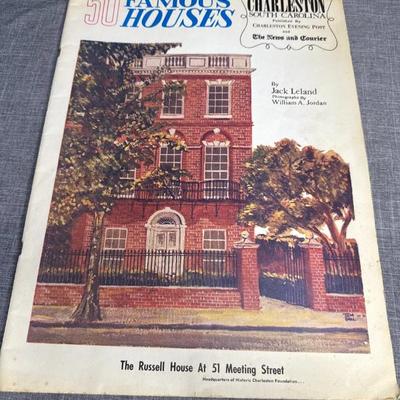 50 FAMOUS
HOUSES
CHARLESTON
SOUTH CAROLINA
Published By
CHARLESTON EVENING POST
and
The News and Courier
By
Jack Leland
Photographs By
William A. Jordan
The Russell House At 51 Meeting Street
Headquarters of Historic Charleston Foundation...